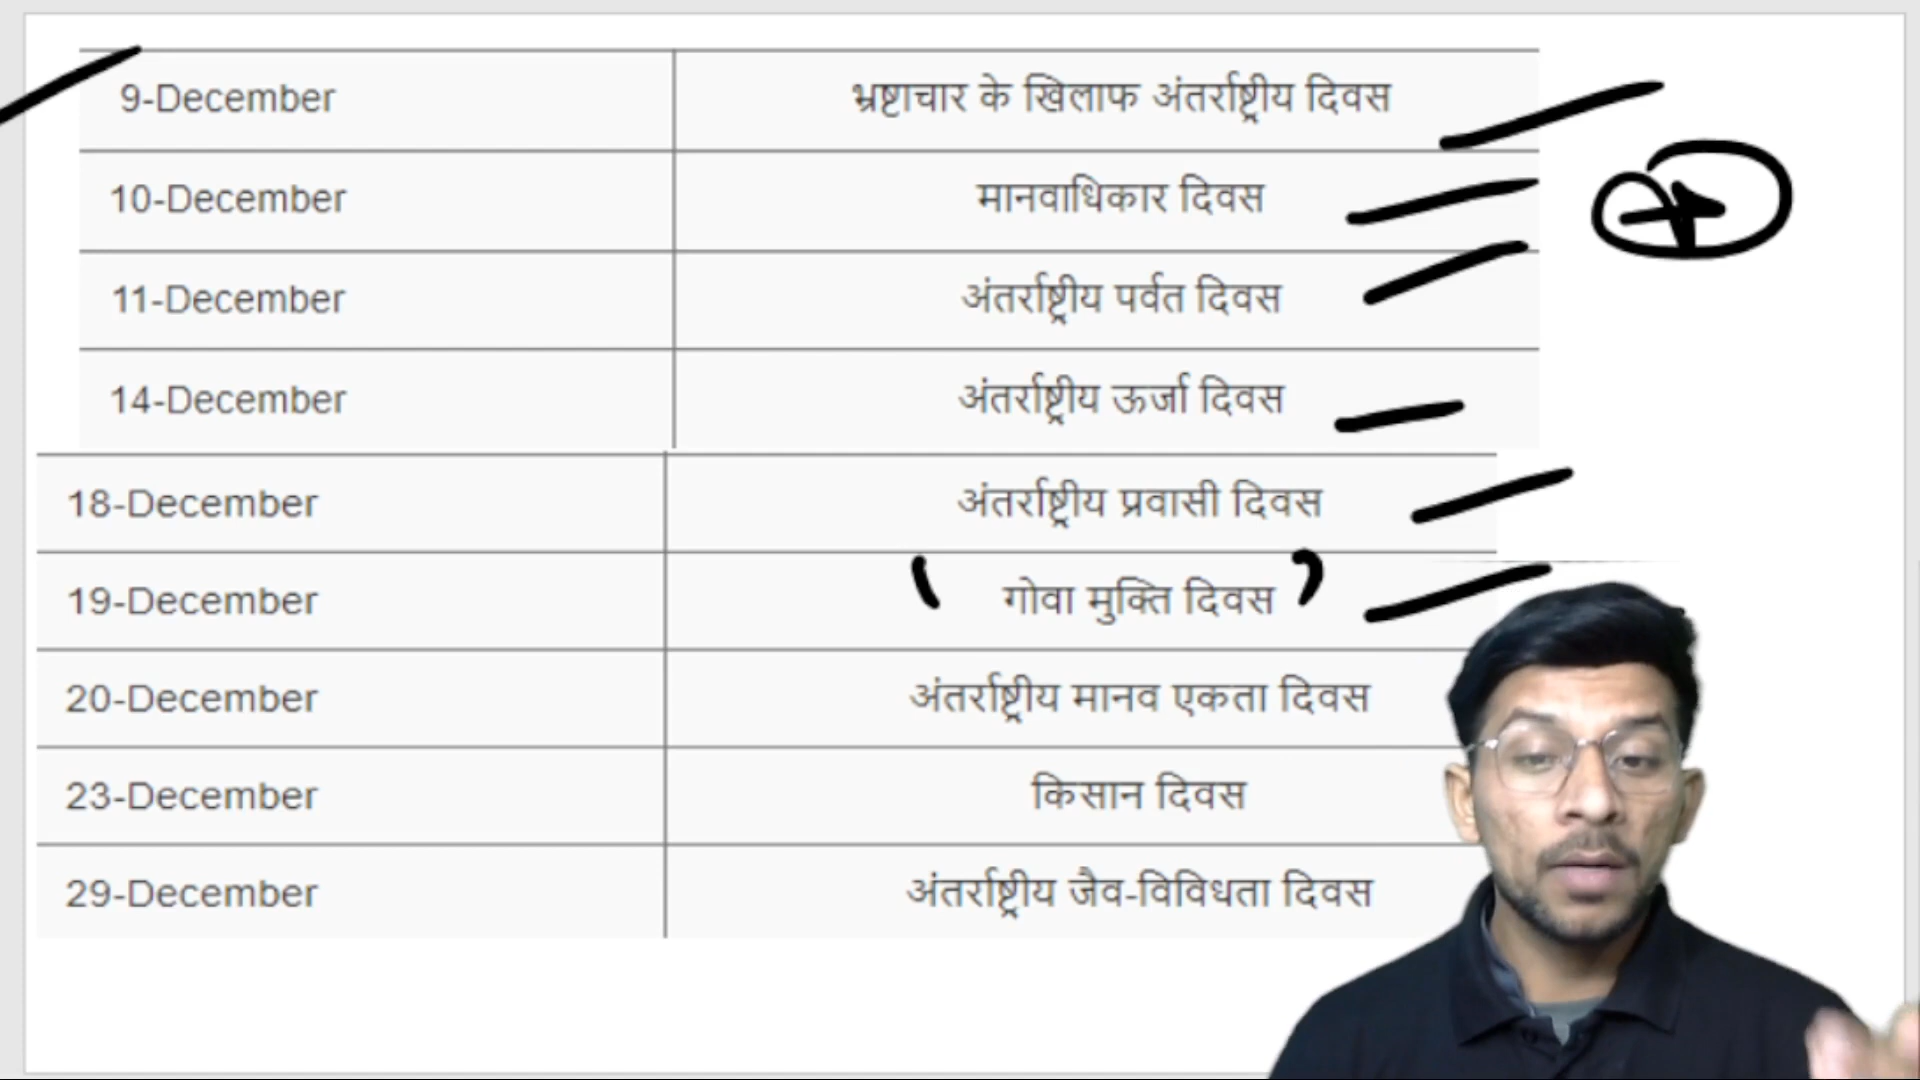 9-December भ्रष्टाचार के खिलाफ अंतर्राष्ट्रीय दिवस
10-December मानवाधिकार दिवस
11-December अंतर्राष्ट्रीय पर्वत दिवस
14-December अंतर्राष्ट्रीय ऊर्जा दिवस
18-December अंतर्राष्ट्रीय प्रवासी दिवस
19-December गोवा मुक्ति दिवस
20-December अंतर्राष्ट्रीय मानव एकता दिवस
23-December किसान दिवस
29-December अंतर्राष्ट्रीय जैव-विविधता दिवस